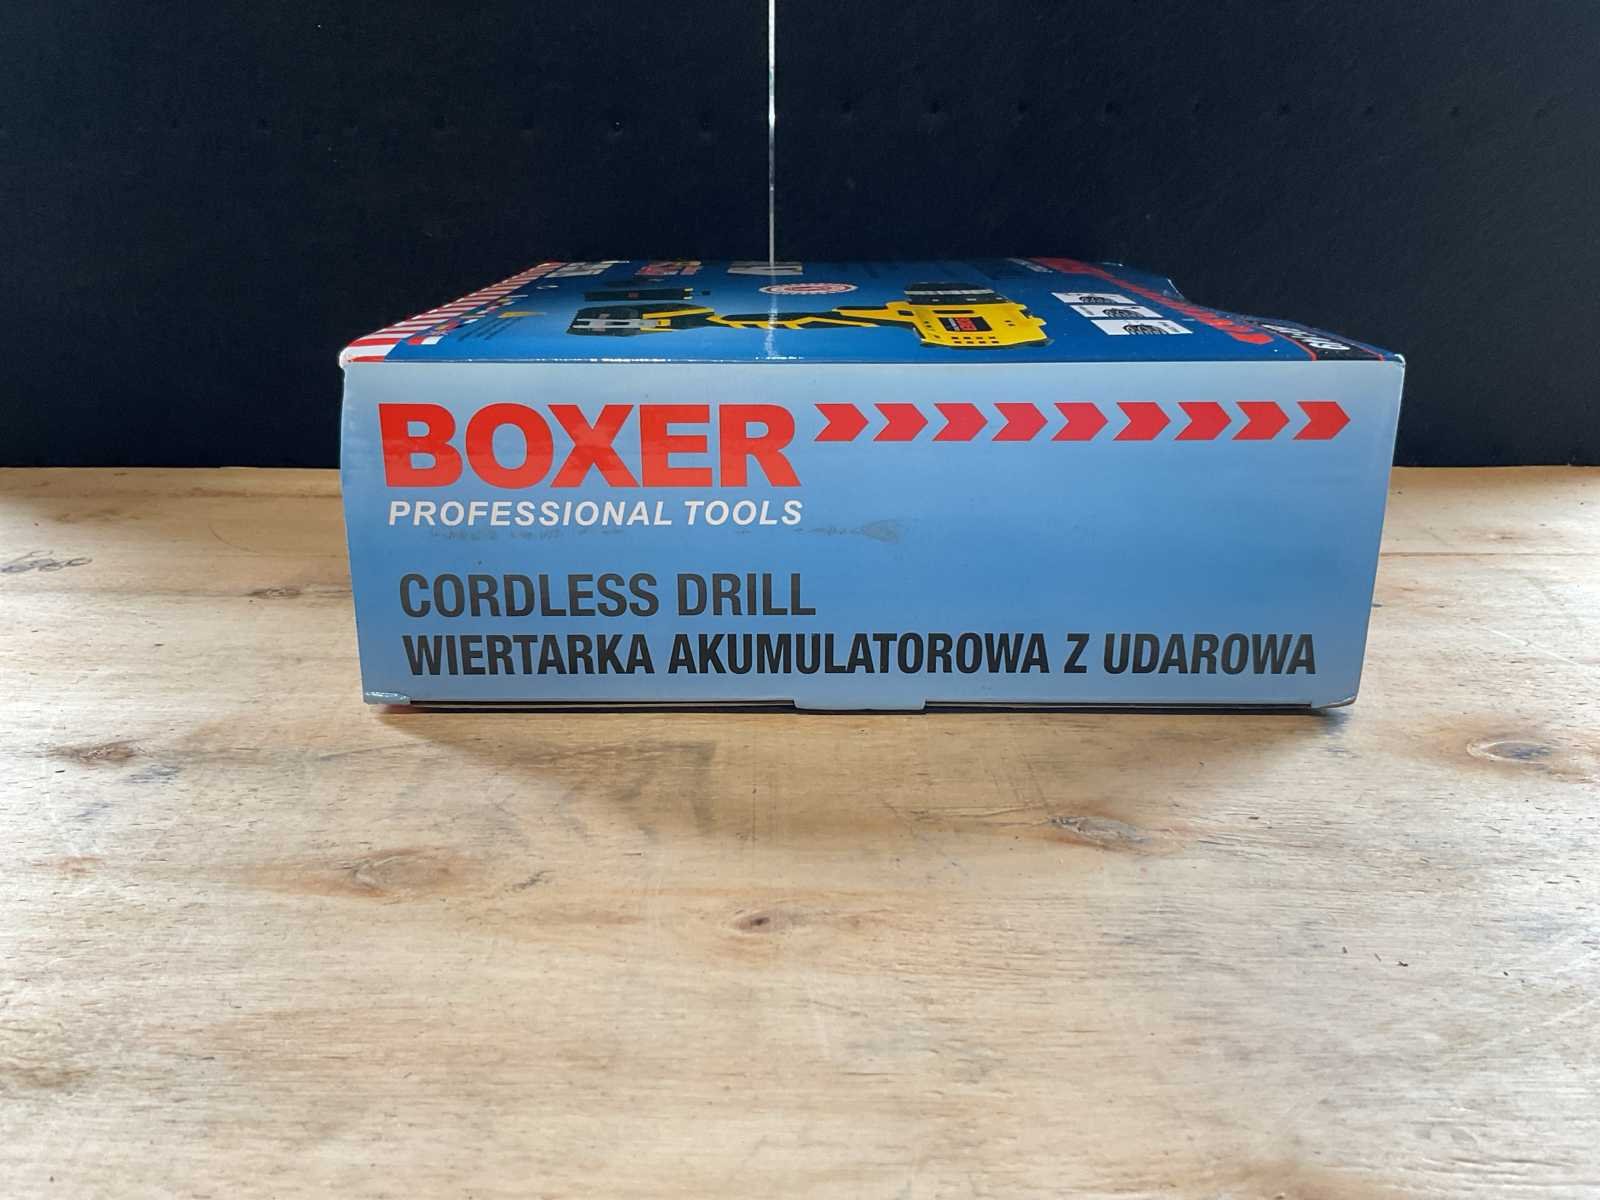 BOXER
PROFESSIONAL TOOLS
CORDLESS DRILL
WIERTARKA AKUMULATOROWA Z UDAROWA